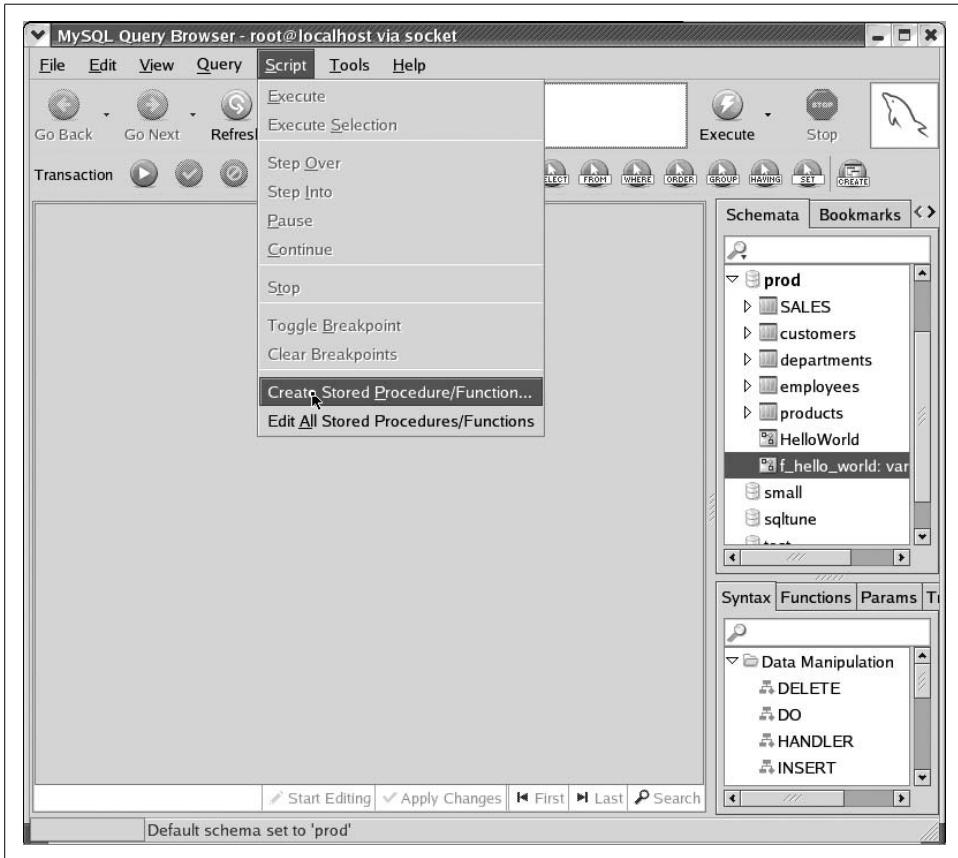 MySQL Query Browser - root@localhost via socket
File Edit View Query Script Tools Help
Go Back Go Next Refresh Execute Stop
STOP
Execute
Execute Selection
Step Over
Step Into
Pause
Continue
Stop
Toggle Breakpoint
Clear Breakpoints
Create Stored Procedure/Function...
Edit All Stored Procedures/Functions
Transaction
FROM WHERE ORDER GROUP HAVING SET CREATE
Schemata Bookmarks
prod
SALES
customers
departments
employees
products
HelloWorld
f_hello_world: var
small
sqltune
Syntax Functions Params
Data Manipulation
DELETE
DO
HANDLER
INSERT
Start Editing Apply Changes First Last Search
Default schema set to 'prod'